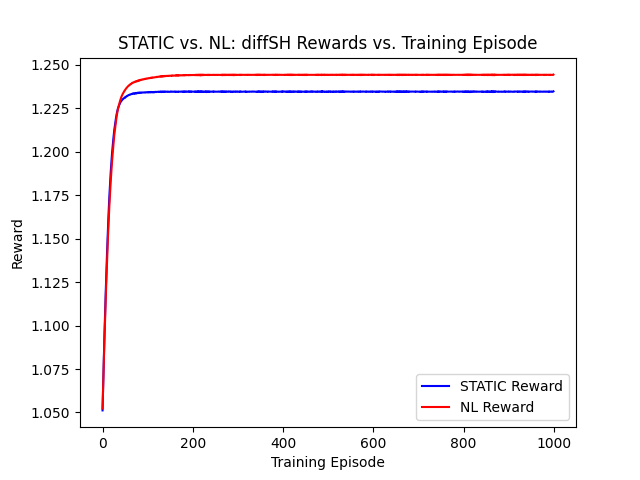 STATIC vs. NL: diffSH Rewards vs. Training Episode
1.250
1.225
1.200
1.175
1.150
1.125
1.100
1.075
1.050
Reward
0 200 400 600 800 1000
Training Episode
STATIC Reward
NL Reward